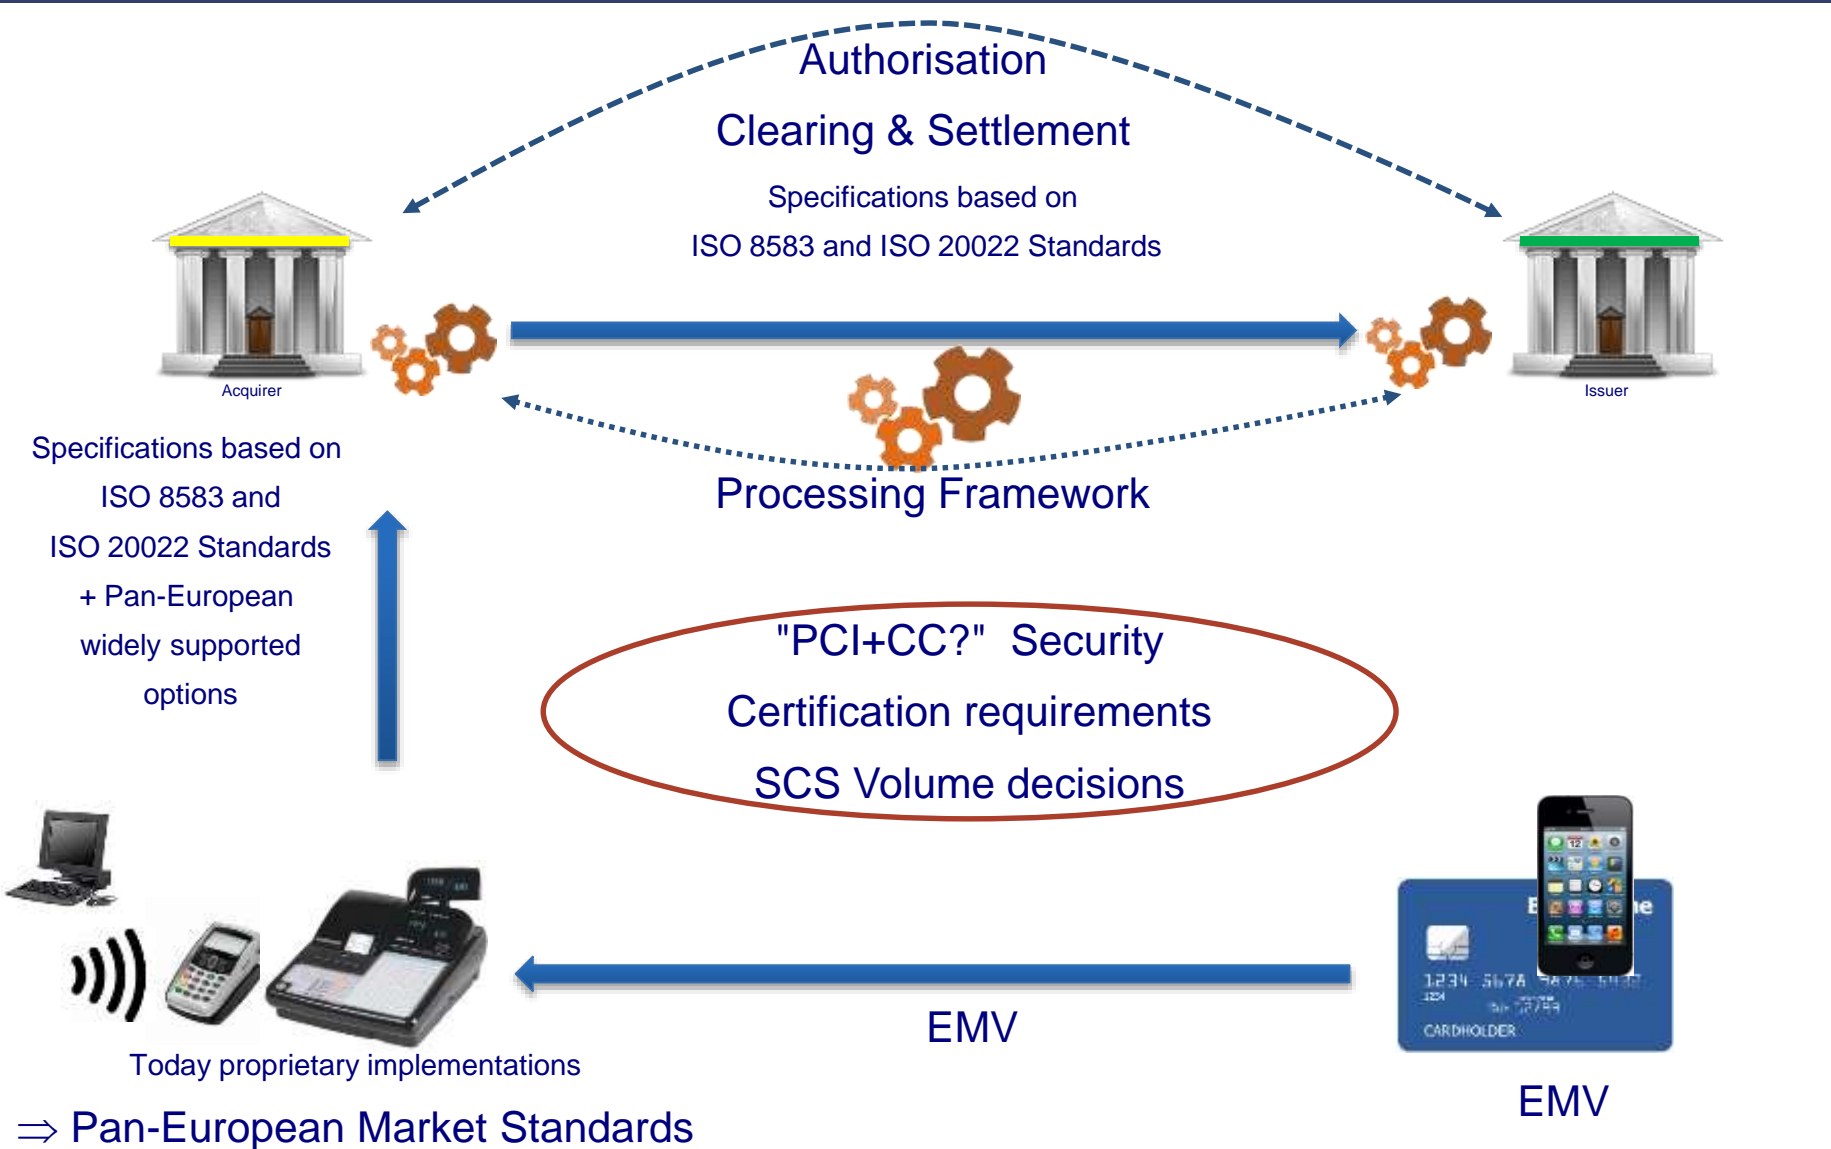 Authorisation
Clearing & Settlement
Specifications based on
ISO 8583 and ISO 20022 Standards
Acquirer
Issuer
Specifications based on
ISO 8583 and
ISO 20022 Standards
+ Pan-European
widely supported
options
Processing Framework
"PCI+CC?" Security
Certification requirements
SCS Volume decisions
1234 5678
1234
CARDHOLDER
EMV
Today proprietary implementations
EMV
⇒ Pan-European Market Standards